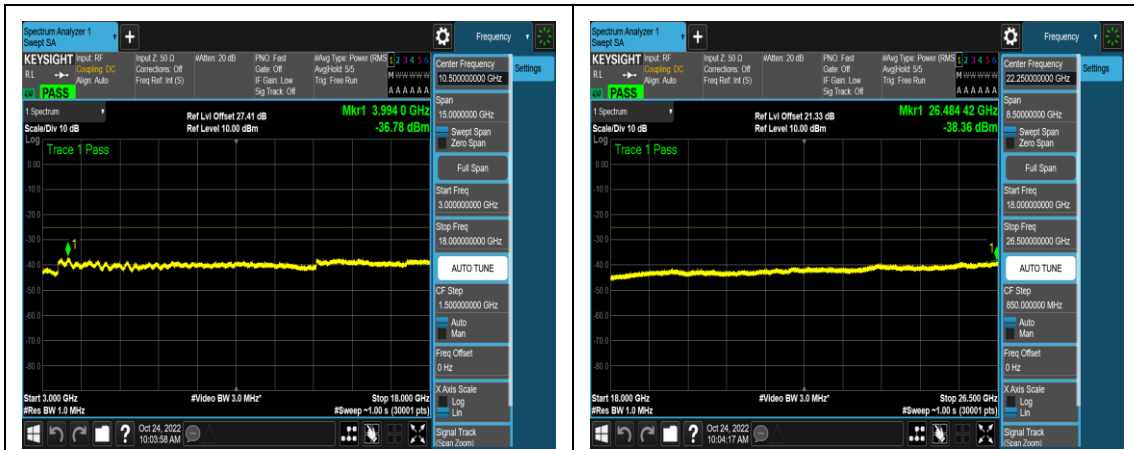 Spectrum Analyzer 1
Swept SA
+
Frequency
KEYSIGHT
RL
LM PASS
Input: RF
Coupling: DC
Align: Auto
Input Z: 50 Ω
Corrections: Off
Freq Ref: Int (S)
#Atten: 20 dB
PNO: Fast
Gate: Off
IF Gain: Low
Sig Track: Off
#Avg Type: Power (RMS
Avg|Hold: 5/5
Trig: Free Run
1 2 3 4 5 6
M W W W W W
A A A A A A
1 Spectrum
Scale/Div 10 dB
Ref Lvl Offset 27.41 dB
Ref Level 10.00 dBm
Mkr1 3.994 0 GHz
-36.78 dBm
Log
Trace 1 Pass
0.00
-10.0
-20.0
-30.0
-40.0
-50.0
-60.0
-70.0
-80.0
1
Start 3.000 GHz
#Res BW 1.0 MHz
#Video BW 3.0 MHz*
Stop 18.000 GHz
#Sweep ~1.00 s (30001 pts)
Center Frequency
10.500000000 GHz
Settings
Span
15.0000000 GHz
Swept Span
Zero Span
Full Span
Start Freq
3.000000000 GHz
Stop Freq
18.000000000 GHz
AUTO TUNE
CF Step
1.500000000 GHz
Auto
Man
Freq Offset
0 Hz
X Axis Scale
Log
Lin
Signal Track
(Span Zoom)
?
Oct 24, 2022
10:03:58 AM
Spectrum Analyzer 1
Swept SA
+
Frequency
KEYSIGHT
RL
LM PASS
Input: RF
Coupling: DC
Align: Auto
Input Z: 50 Ω
Corrections: Off
Freq Ref: Int (S)
#Atten: 20 dB
PNO: Fast
Gate: Off
IF Gain: Low
Sig Track: Off
#Avg Type: Power (RMS
Avg|Hold: 5/5
Trig: Free Run
1 2 3 4 5 6
M W W W W W
A A A A A A
1 Spectrum
Scale/Div 10 dB
Ref Lvl Offset 21.33 dB
Ref Level 10.00 dBm
Mkr1 26.484 42 GHz
-38.36 dBm
Log
Trace 1 Pass
0.00
-10.0
-20.0
-30.0
-40.0
-50.0
-60.0
-70.0
-80.0
1
Start 18.000 GHz
#Res BW 1.0 MHz
#Video BW 3.0 MHz*
Stop 26.500 GHz
#Sweep ~1.00 s (30001 pts)
Center Frequency
22.250000000 GHz
Settings
Span
8.50000000 GHz
Swept Span
Zero Span
Full Span
Start Freq
18.000000000 GHz
Stop Freq
26.500000000 GHz
AUTO TUNE
CF Step
850.000000 MHz
Auto
Man
Freq Offset
0 Hz
X Axis Scale
Log
Lin
Signal Track
(Span Zoom)
?
Oct 24, 2022
10:04:17 AM